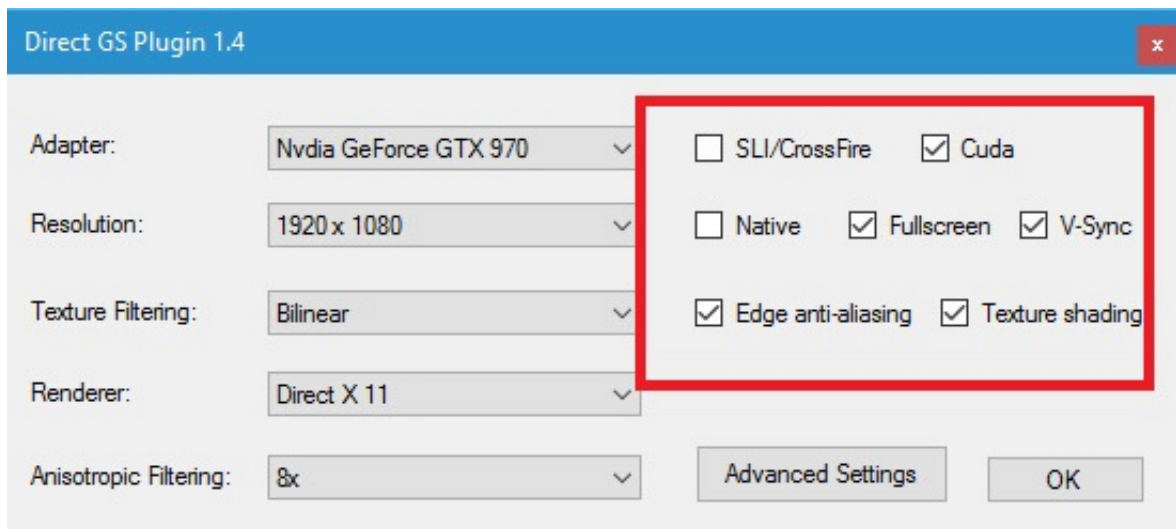 Direct GS Plugin 1.4
x
Adapter: Nvdia GeForce GTX 970 SLI/CrossFire Cuda
Resolution: 1920 x 1080 Native Fullscreen V-Sync
Texture Filtering: Bilinear Edge anti-aliasing Texture shading
Renderer: Direct X 11
Anisotropic Filtering: 8x Advanced Settings OK